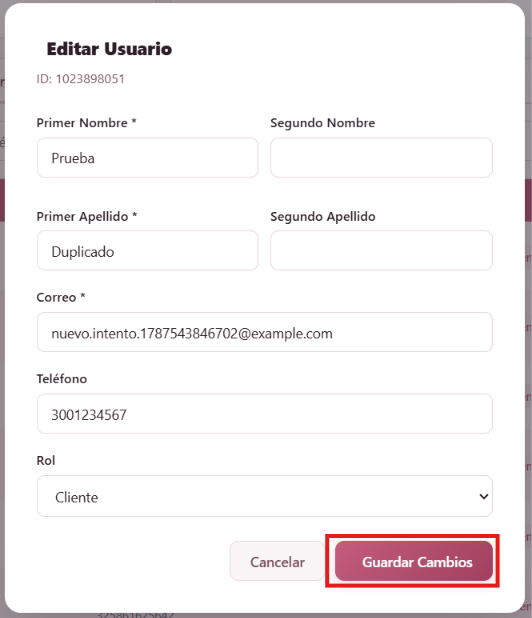 Editar Usuario
ID: 1023898051
Primer Nombre * Segundo Nombre
Prueba
Primer Apellido * Segundo Apellido
Duplicado
Correo *
nuevo.intento.1787543846702@example.com
Teléfono
3001234567
Rol
Cliente
Cancelar Guardar Cambios